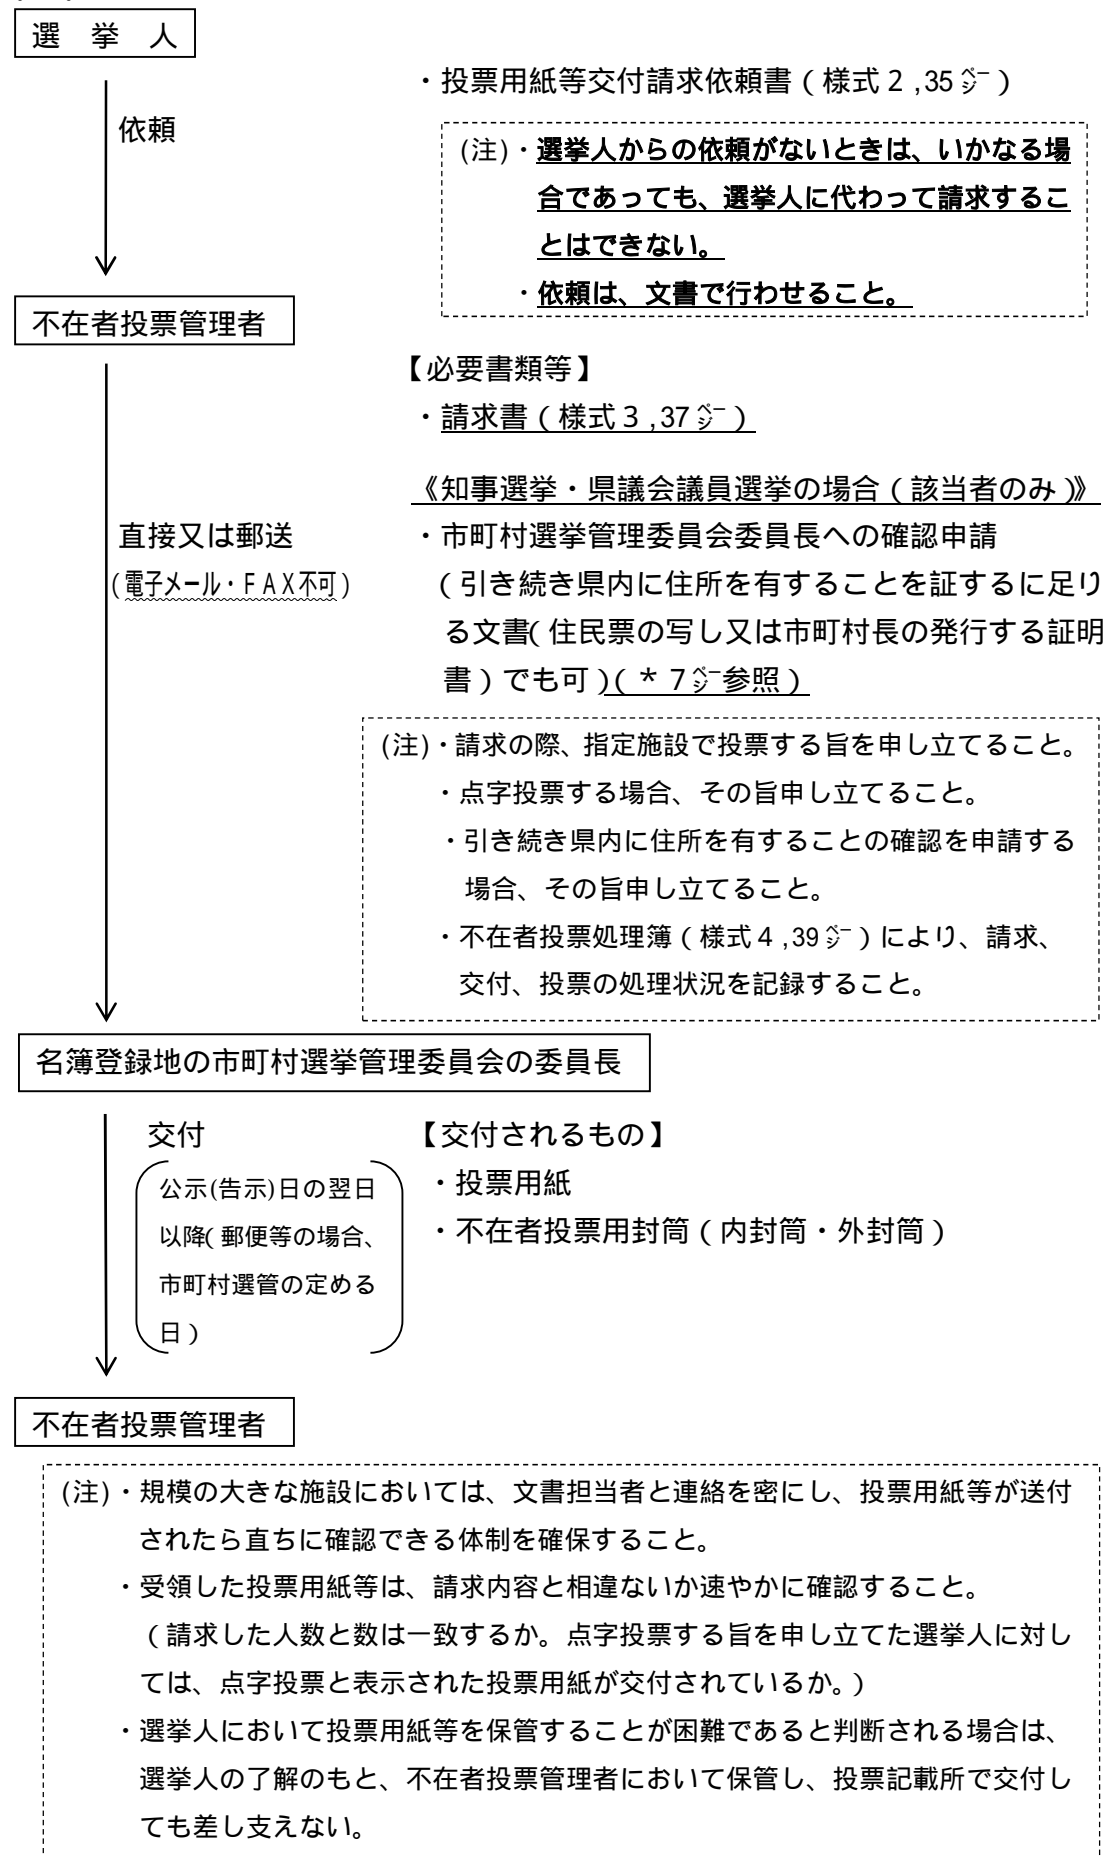 選 挙 人
・投票用紙等交付請求依頼書(様式2,35ページ)
依頼
(注)・選挙人からの依頼がないときは、いかなる場
合であっても、選挙人に代わって請求するこ
とはできない。
・依頼は、文書で行わせること。
不在者投票管理者
【必要書類等】
・請求書(様式3,37ページ)
《知事選挙・県議会議員選挙の場合(該当者のみ)》
直接又は郵送
(電子メール・FAX不可)
・市町村選挙管理委員会委員長への確認申請
(引き続き県内に住所を有することを証するに足り
る文書(住民票の写し又は市町村長の発行する証明
書)でも可)(*7ページ参照)
(注)・請求の際、指定施設で投票する旨を申し立てること。
・点字投票する場合、その旨申し立てること。
・引き続き県内に住所を有することの確認を申請する
場合、その旨申し立てること。
・不在者投票処理簿(様式4,39ページ)により、請求、
交付、投票の処理状況を記録すること。
名簿登録地の市町村選挙管理委員会の委員長
交付
公示(告示)日の翌日
以降(郵便等の場合、
市町村選管の定める
日)
【交付されるもの】
・投票用紙
・不在者投票用封筒(内封筒・外封筒)
不在者投票管理者
(注)・規模の大きな施設においては、文書担当者と連絡を密にし、投票用紙等が送付
されたら直ちに確認できる体制を確保すること。
・受領した投票用紙等は、請求内容と相違ないか速やかに確認すること。
(請求した人数と数は一致するか。点字投票する旨を申し立てた選挙人に対し
ては、点字投票と表示された投票用紙が交付されているか。)
・選挙人において投票用紙等を保管することが困難であると判断される場合は、
選挙人の了解のもと、不在者投票管理者において保管し、投票記載所で交付し
ても差し支えない。